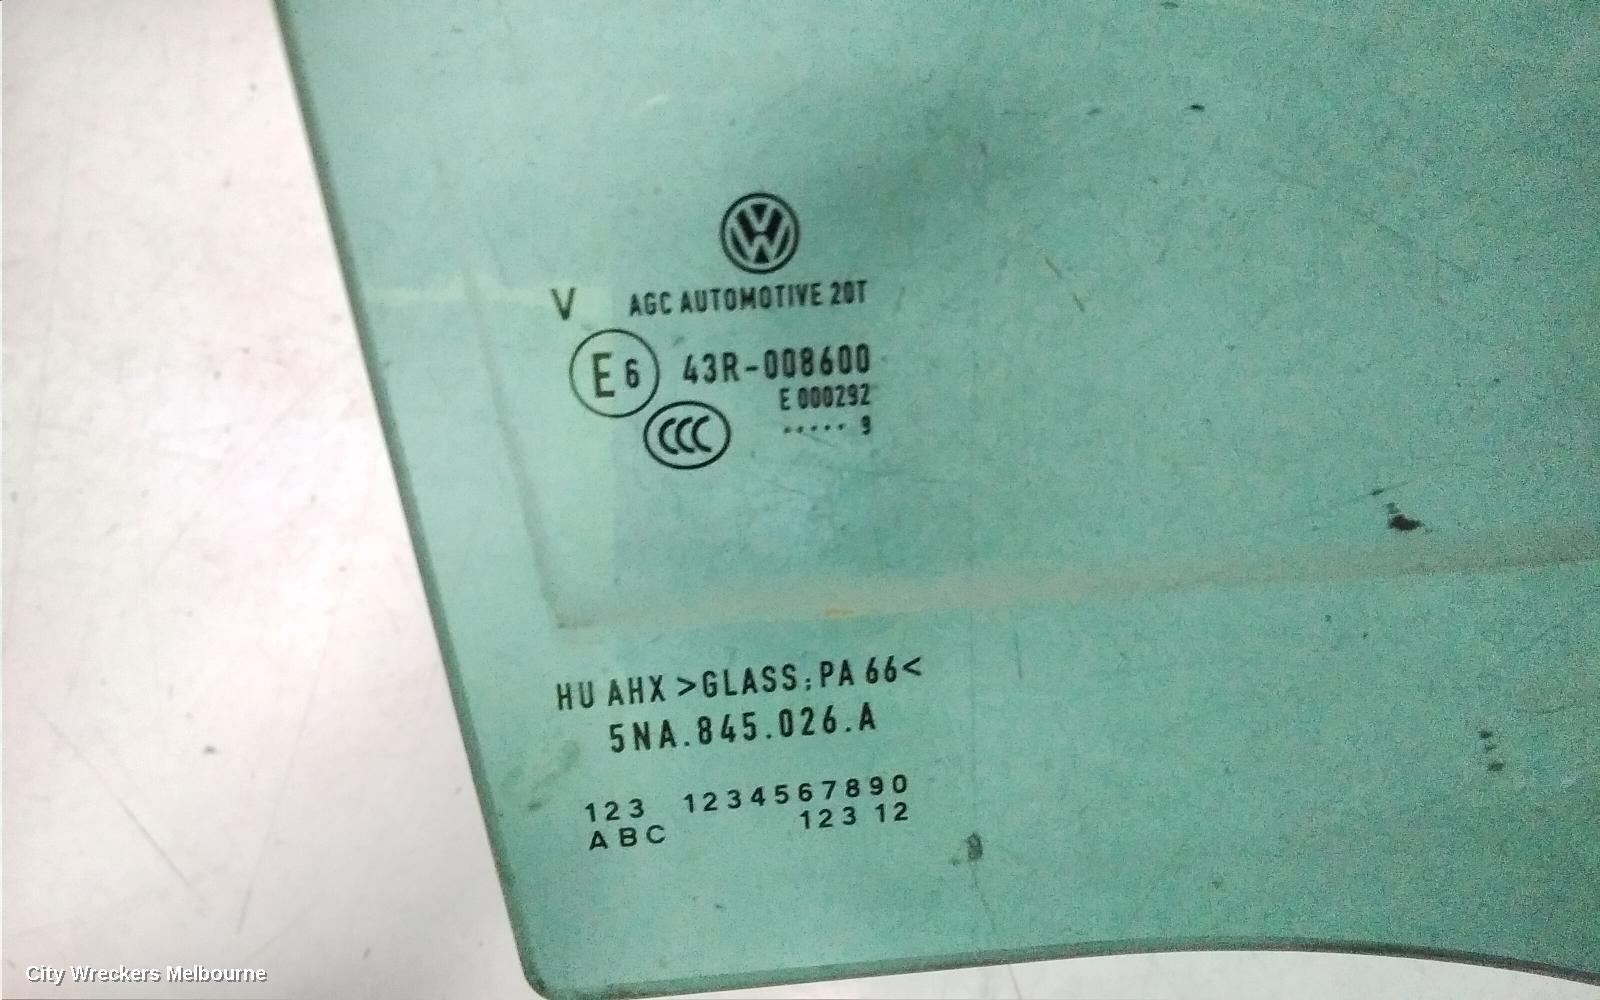 V AGC AUTOMOTIVE 20T
E6 43R-008600
E 000292
CCC ..... 9
HU AHX >GLASS; PA 66<
5NA.845.026.A
123 1234567890
ABC 123 12
City Wreckers Melbourne